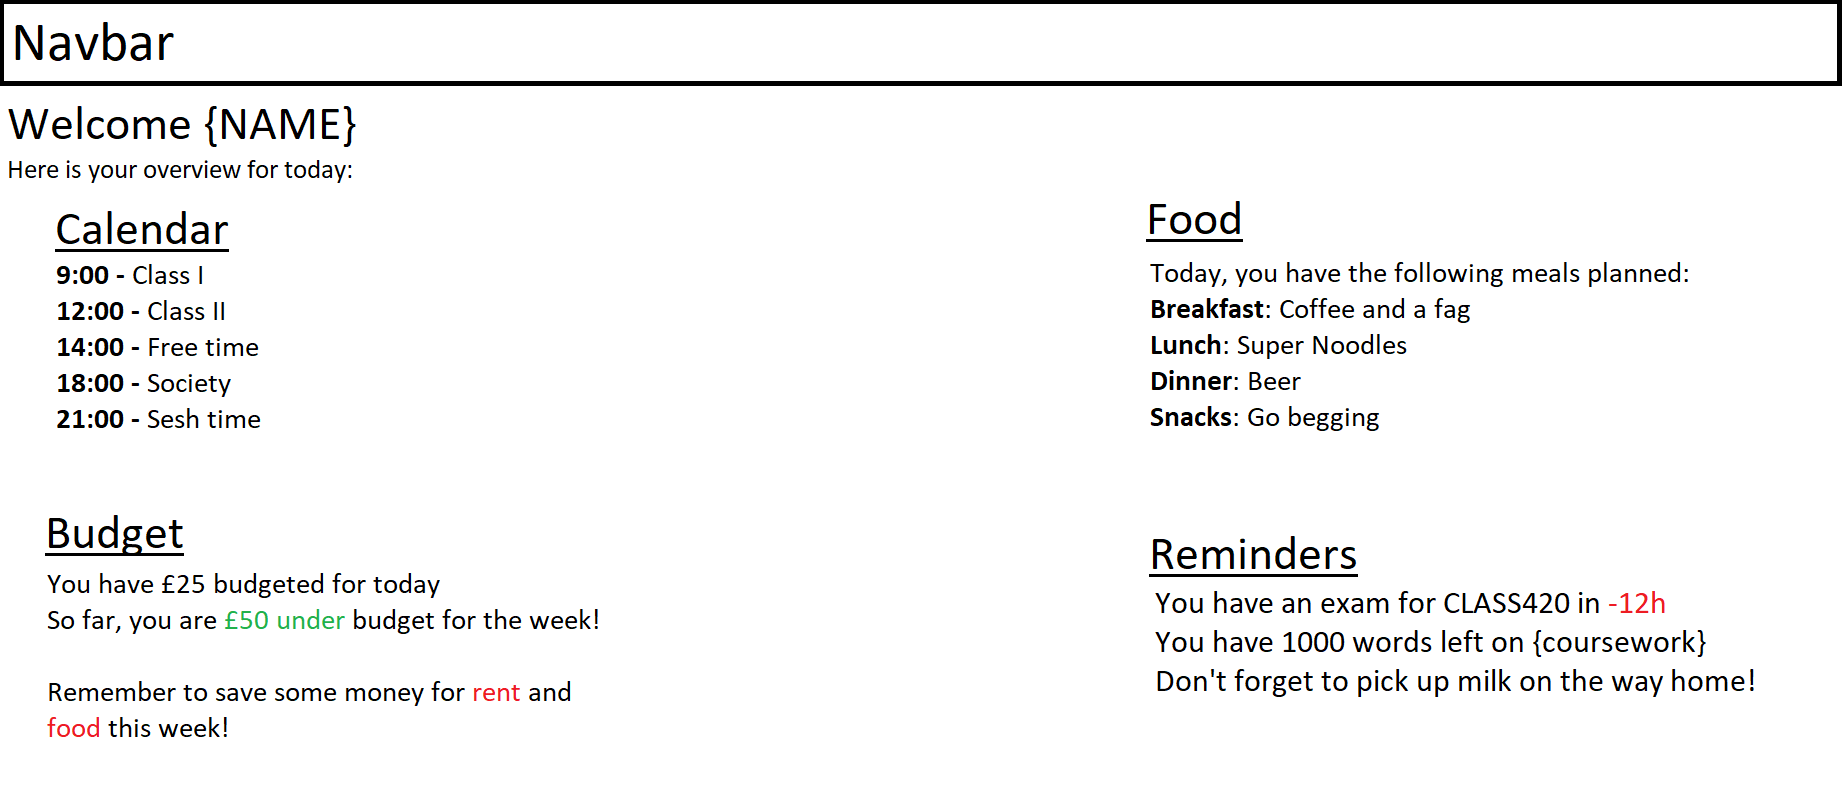 Navbar
Welcome {NAME}
Here is your overview for today:
Calendar
9:00 - Class I
12:00 - Class II
14:00 - Free time
18:00 - Society
21:00 - Sesh time
Food
Today, you have the following meals planned:
Breakfast: Coffee and a fag
Lunch: Super Noodles
Dinner: Beer
Snacks: Go begging
Budget
You have £25 budgeted for today
So far, you are £50 under budget for the week!
Remember to save some money for rent and
food this week!
Reminders
You have an exam for CLASS420 in -12h
You have 1000 words left on {coursework}
Don't forget to pick up milk on the way home!